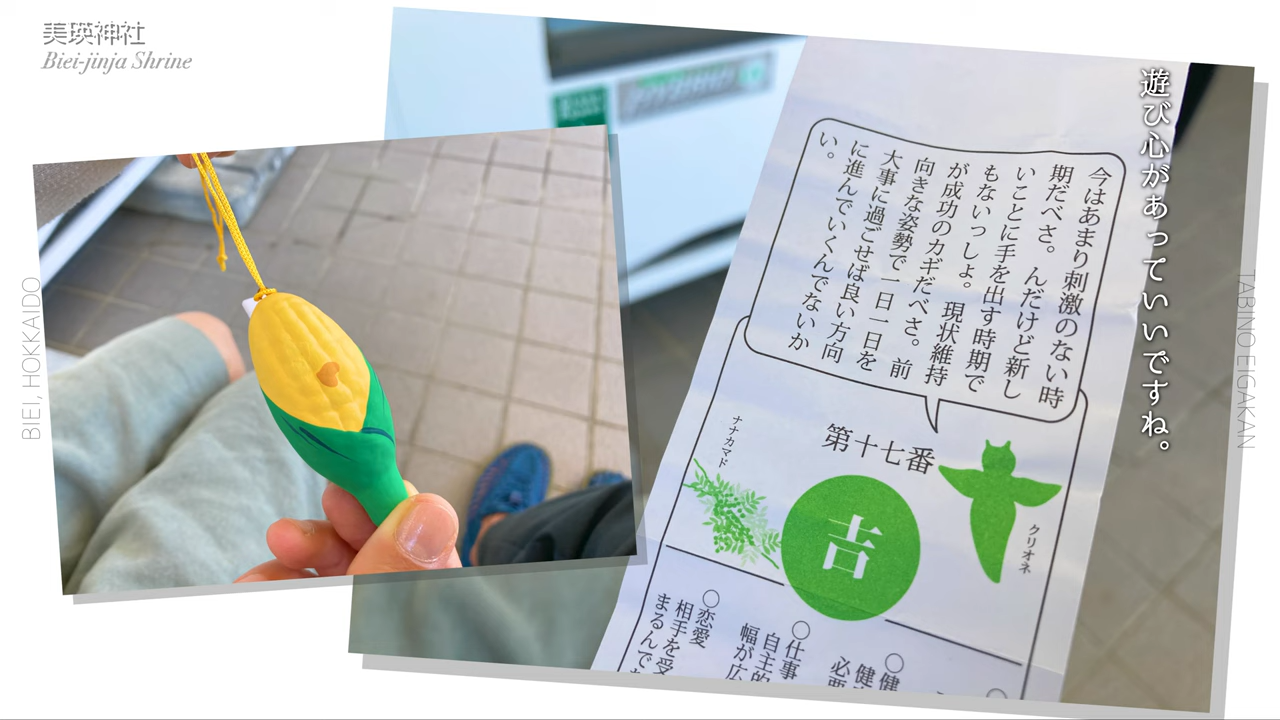 美瑛神社
Biei-jinja Shrine
BIEI, HOKKAIDO
TABINO EIGAKAN
遊び心があっていいですね。
今はあまり刺激のない時
期だべさ。んだけど新し
いことに手を出す時期で
もないっしょ。現状維持
が成功のカギだべさ。前
向きな姿勢で一日一日を
大事に過ごせば良い方向
に進んでいくんでないか
い。
第十七番
クリオネ
吉
ナナカマド
○健
健
必要
○仕事
自主的
幅が広
○恋愛
相手を受
まるんで